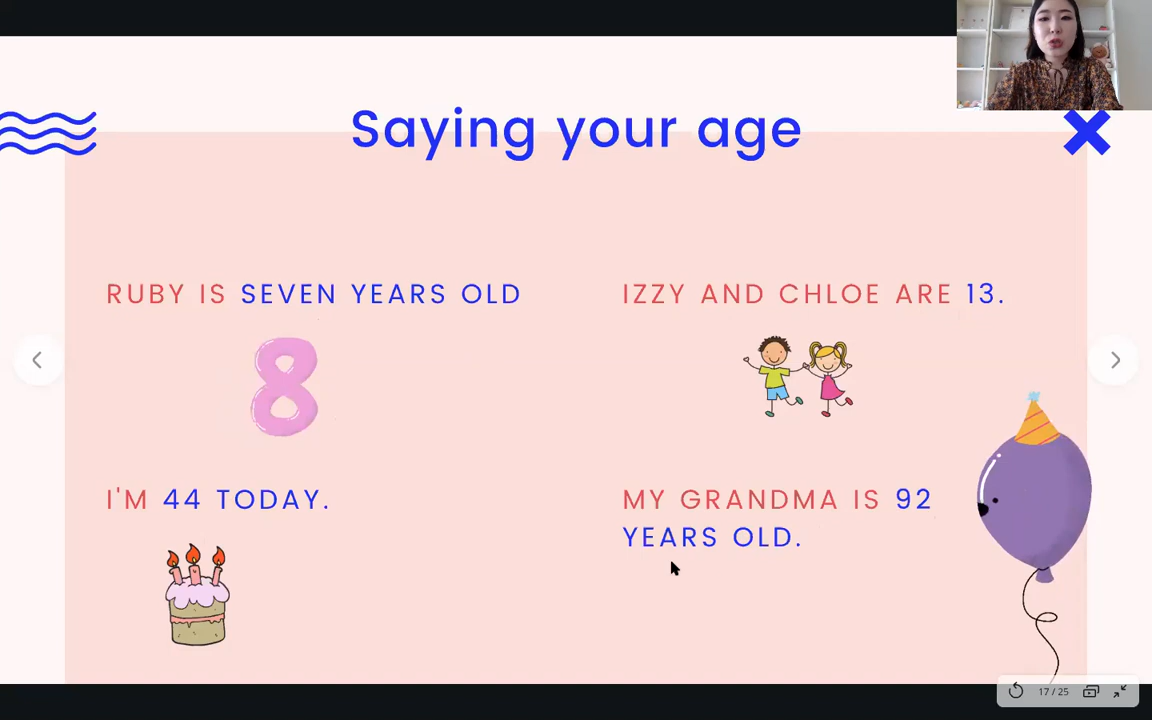 Saying your age
RUBY IS SEVEN YEARS OLD
IZZY AND CHLOE ARE 13.
8
I'M 44 TODAY.
MY GRANDMA IS 92
YEARS OLD.
17 / 25